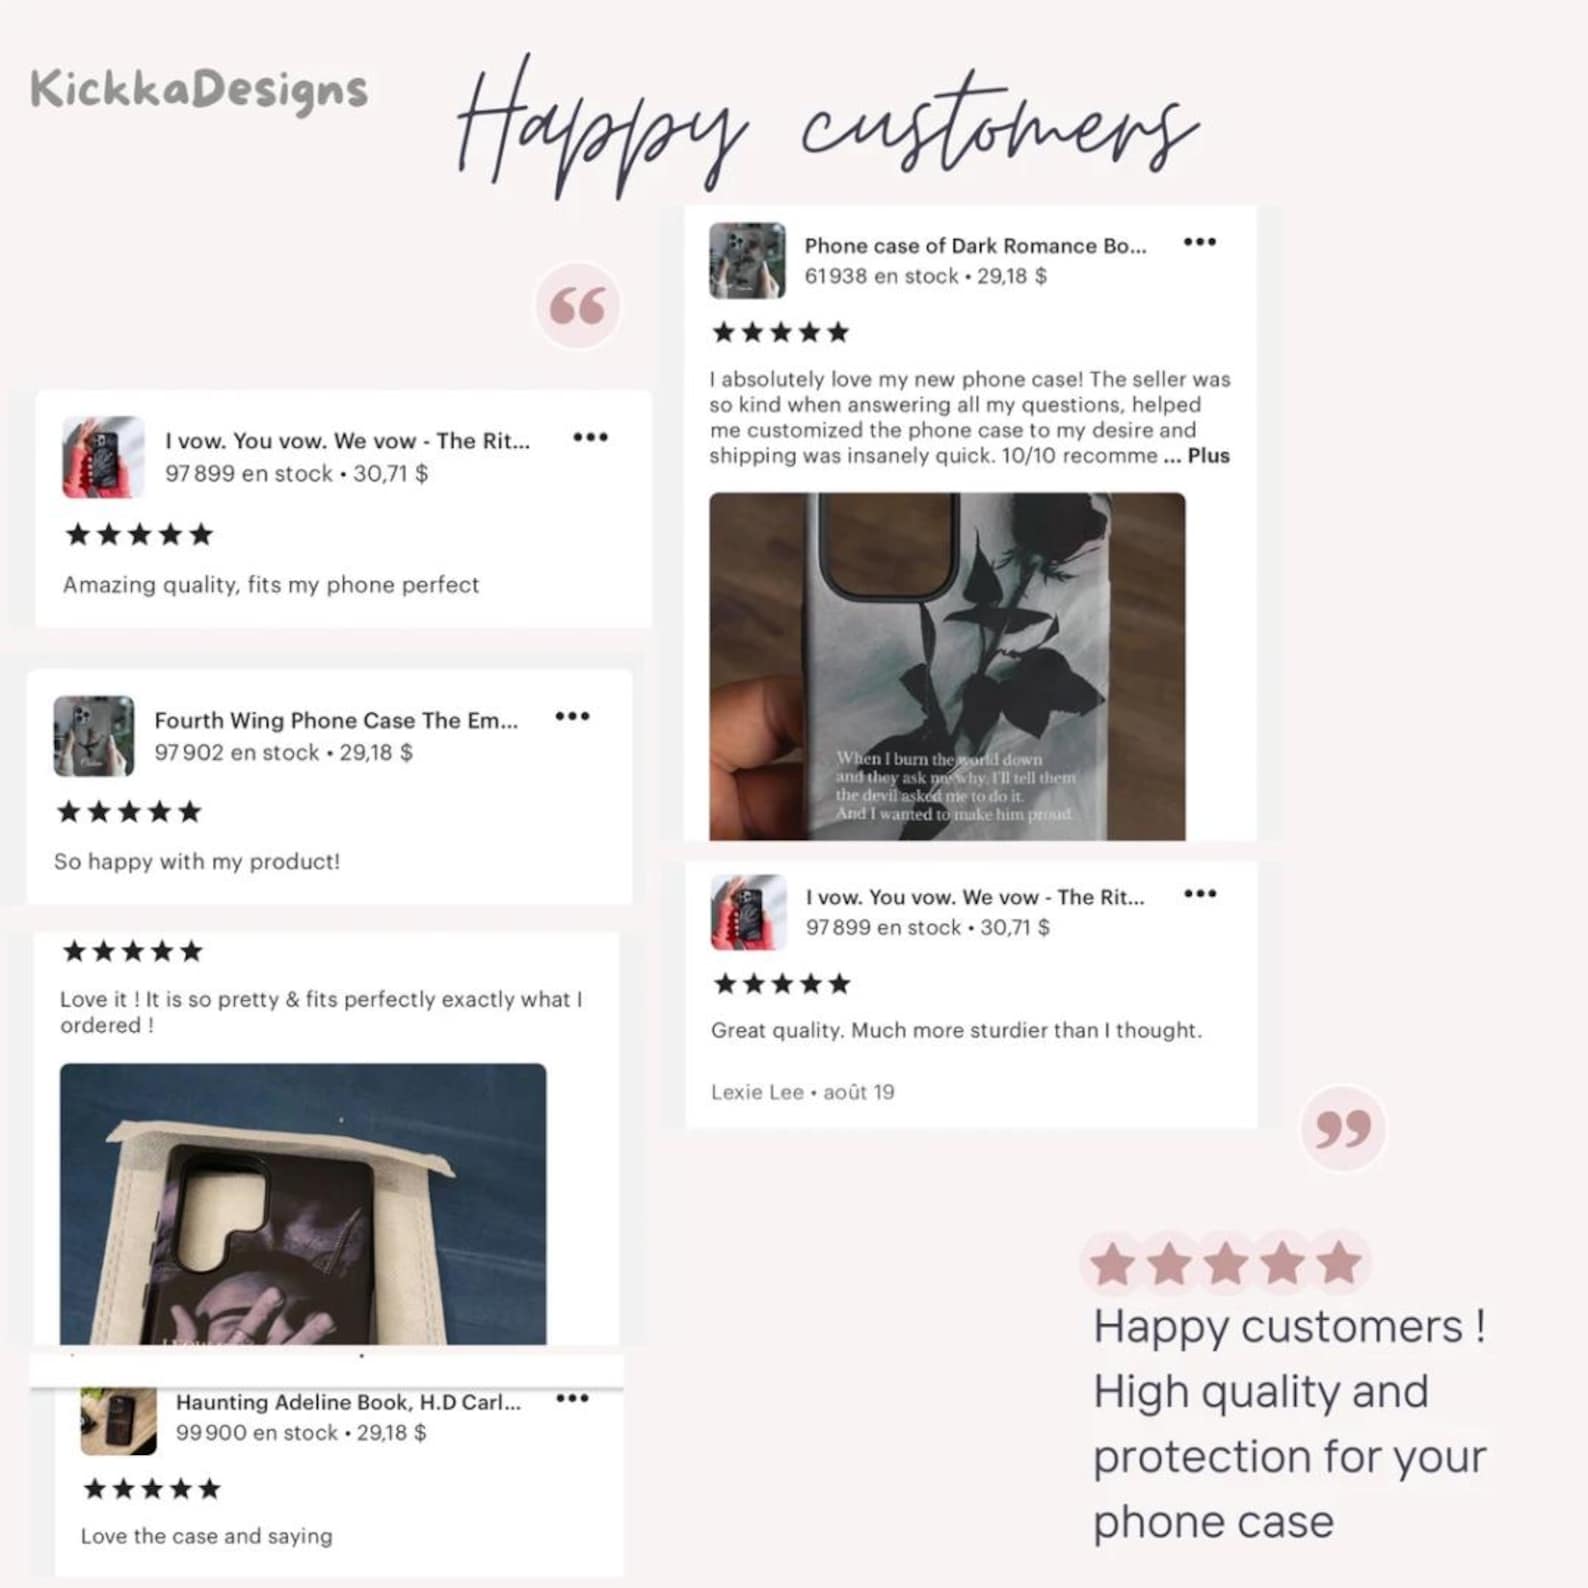 KickkaDesigns
Happy customers
“
I vow. You vow. We vow - The Rit...
97 899 en stock • 30,71 $
★★★★★
Amazing quality, fits my phone perfect
Fourth Wing Phone Case The Em...
97 902 en stock • 29,18 $
★★★★★
So happy with my product!
★★★★★
Love it ! It is so pretty & fits perfectly exactly what I
ordered !
Haunting Adeline Book, H.D Carl...
99 900 en stock • 29,18 $
★★★★★
Love the case and saying
Phone case of Dark Romance Bo...
61 938 en stock • 29,18 $
★★★★★
I absolutely love my new phone case! The seller was
so kind when answering all my questions, helped
me customized the phone case to my desire and
shipping was insanely quick. 10/10 recomme ... Plus
When I burn the world down
and they ask me why. I'll tell them
the devil asked me to do it.
And I wanted to make him proud
I vow. You vow. We vow - The Rit...
97 899 en stock • 30,71 $
★★★★★
Great quality. Much more sturdier than I thought.
Lexie Lee • août 19
”
★★★★★
Happy customers !
High quality and
protection for your
phone case